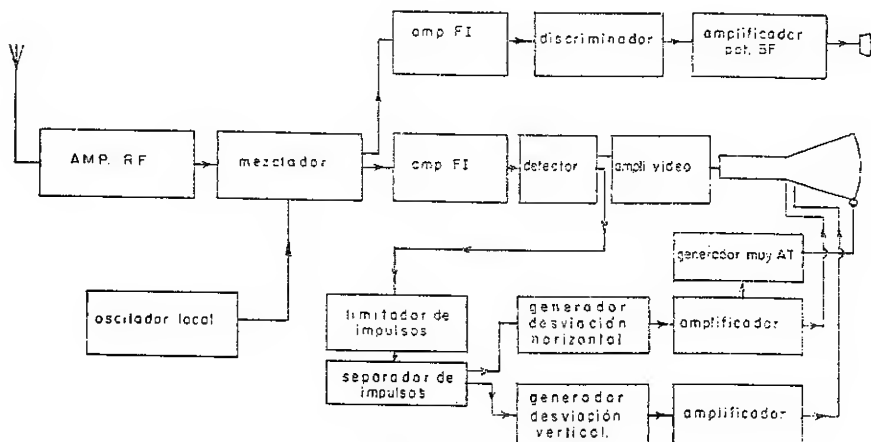 amp FI
discriminador
amplificador
pot. BF
AMP. RF
mezclador
amp FI
detector
ampli video
generador muy AT
oscilador local
limitador de
impulsos
generador
desviación
horizontal
amplificador
separador de
impulsos
generador
desviación
vertical.
amplificador